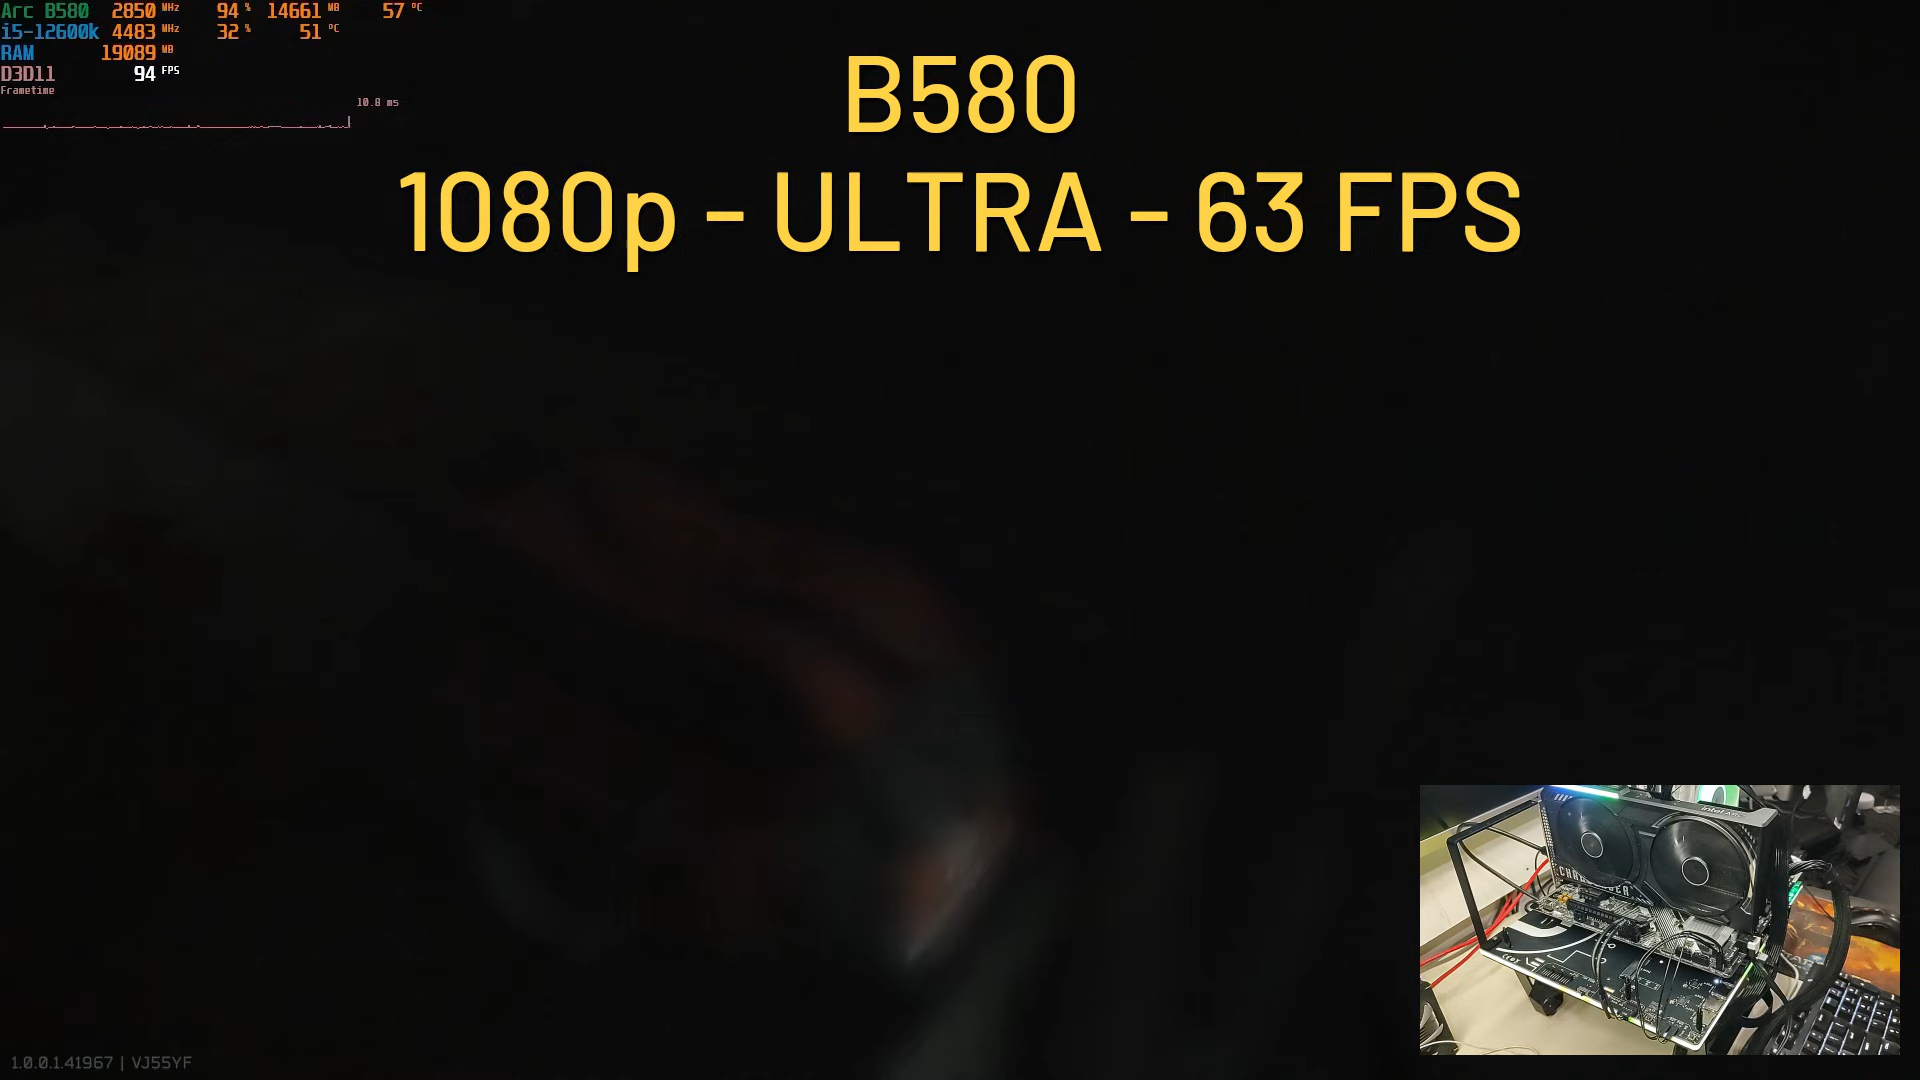 Arc B580 2850 MHz 94 % 14661 MB 57 °C
i5-12600k 4483 MHz 32 % 51 °C
RAM 19089 MB
D3D11 94 FPS
Frametime
10.8 ms
B580
1080p - ULTRA - 63 FPS
1.0.0.1.41967 | VJ55YF